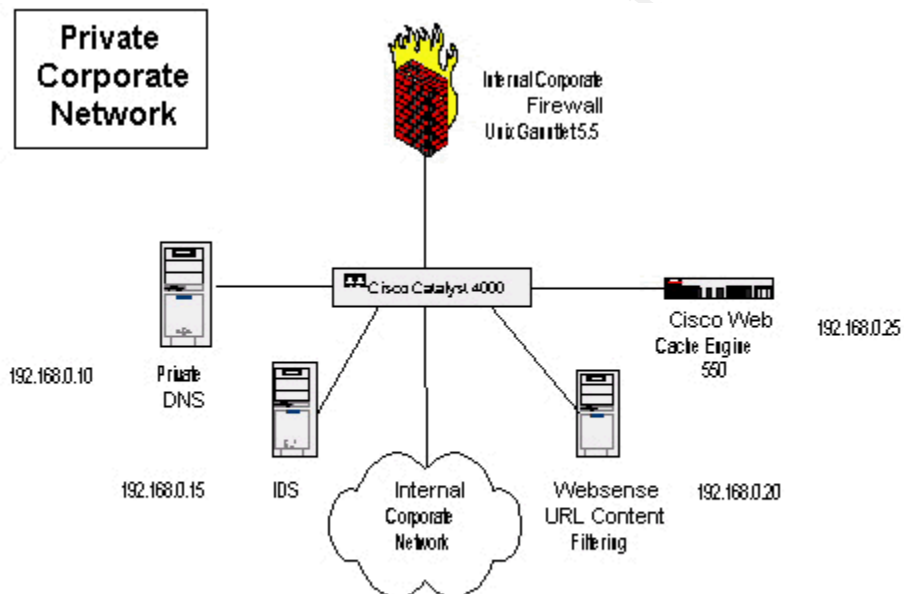 Private
Corporate
Network
Internal Corporate
Firewall
Unix Gauntlet 5.5
Cisco Catalyst 4000
Cisco Web
Cache Engine
550
192.168.0.25
192.168.0.10
Private
DNS
192.168.0.15
IDS
Internal
Corporate
Network
Websense
URL Content
Filtering
192.168.0.20